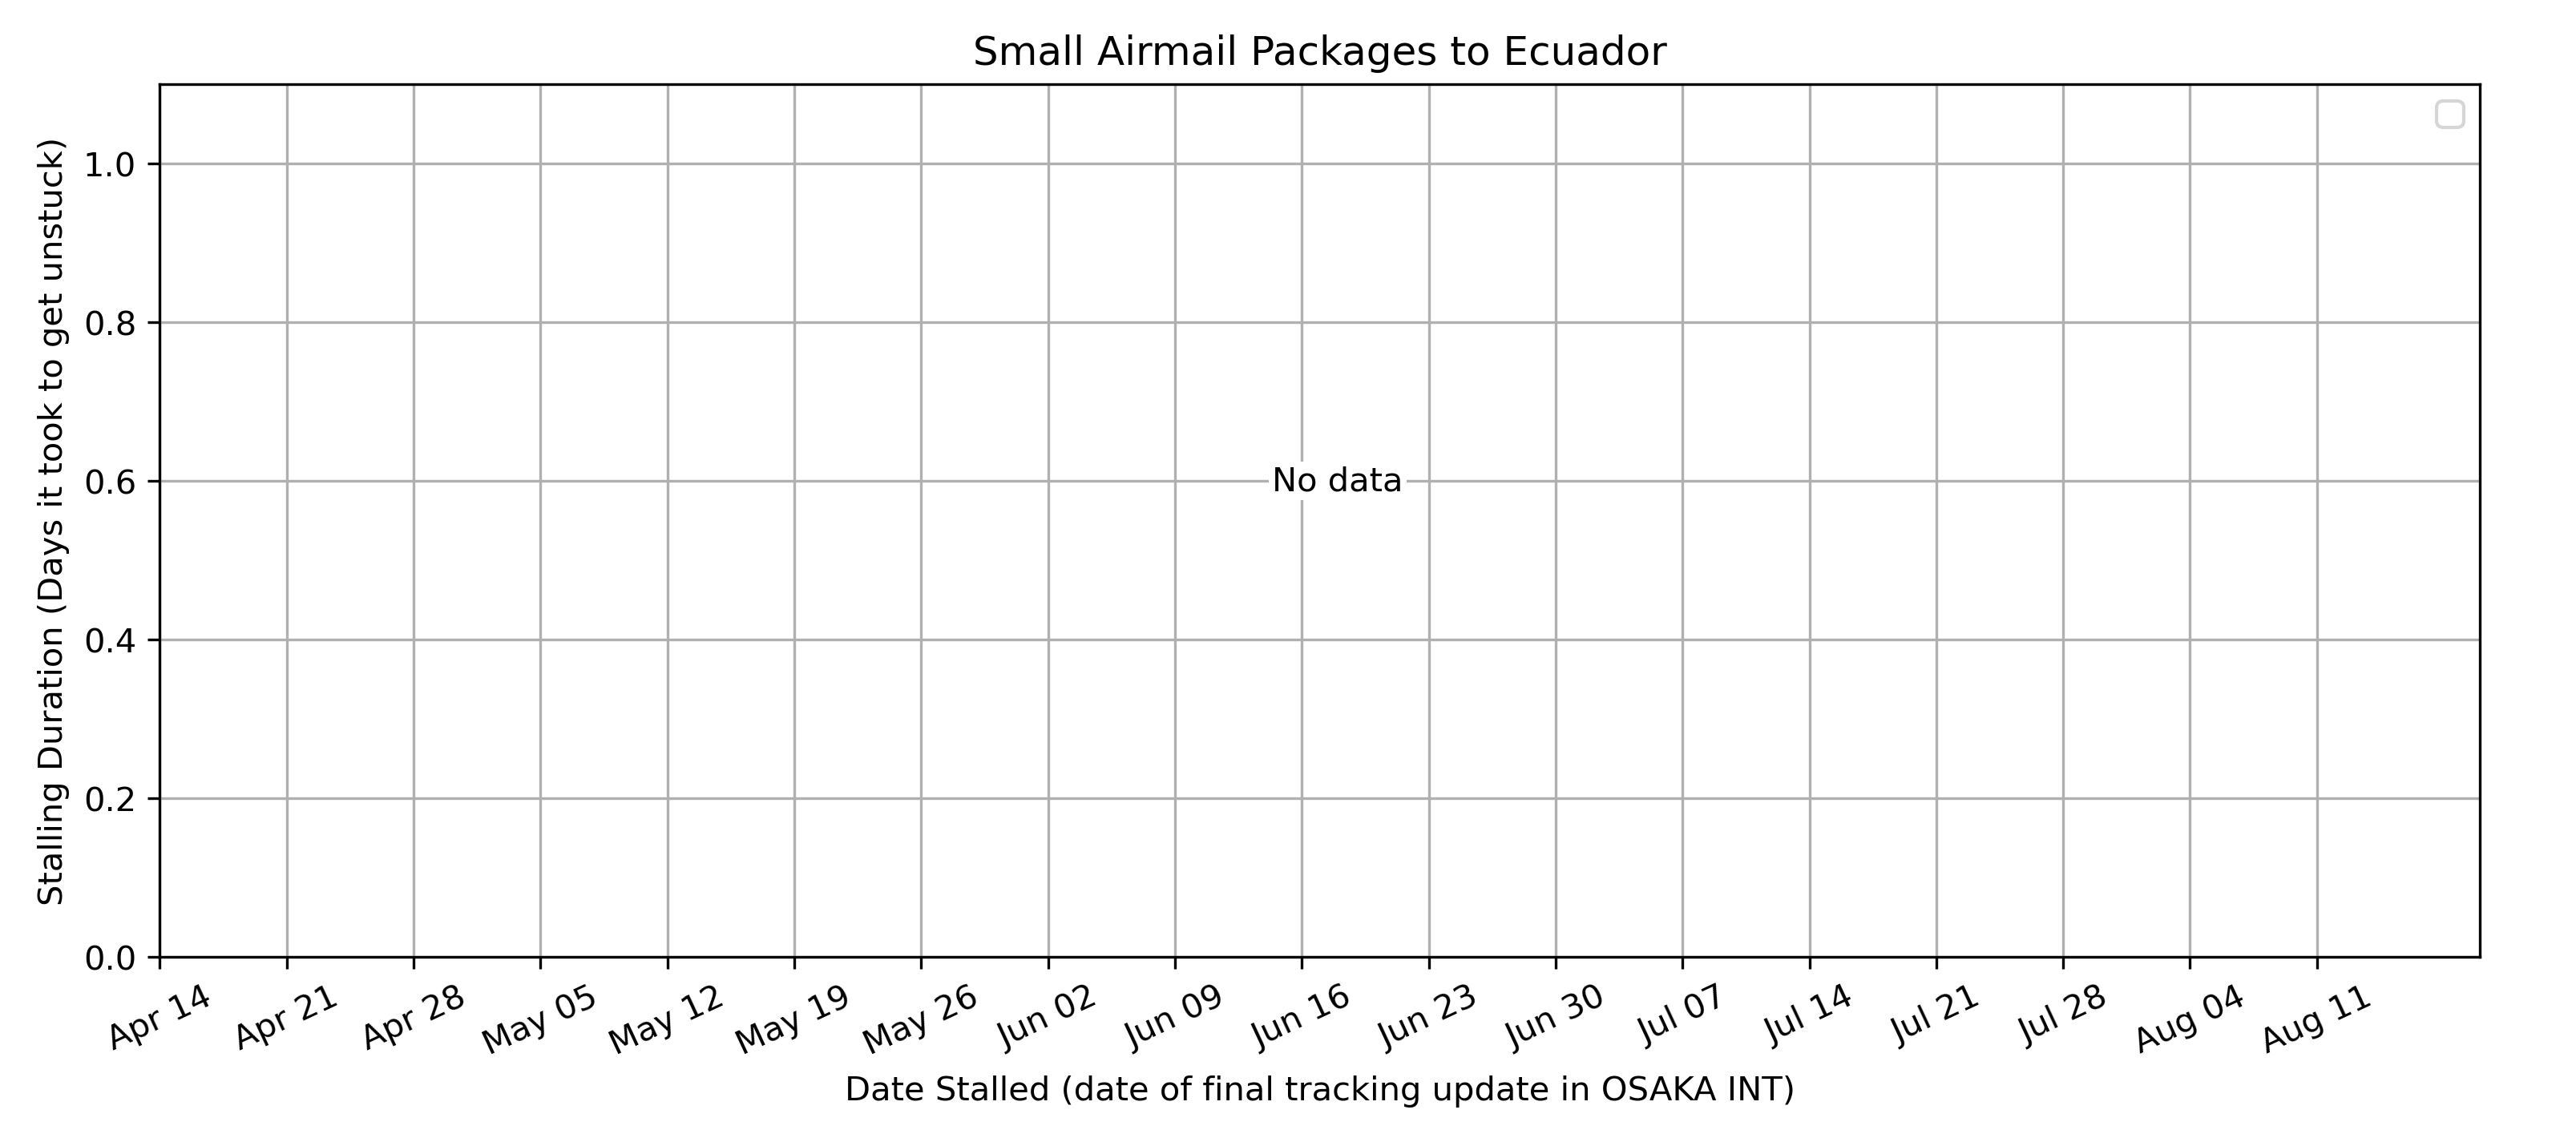 Small Airmail Packages to Ecuador
Stalling Duration (Days it took to get unstuck)
1.0
0.8
0.6
0.4
0.2
0.0
No data
Apr 14 Apr 21 Apr 28 May 05 May 12 May 19 May 26 Jun 02 Jun 09 Jun 16 Jun 23 Jun 30 Jul 07 Jul 14 Jul 21 Jul 28 Aug 04 Aug 11
Date Stalled (date of final tracking update in OSAKA INT)